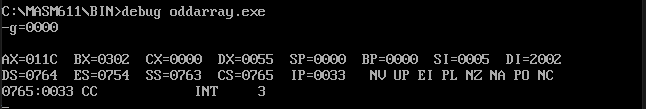 C:\MASM611\BIN>debug oddarray.exe
-g=0000
AX=011C  BX=0302  CX=0000  DX=0055  SP=0000  BP=0000  SI=0005  DI=2002
DS=0764  ES=0754  SS=0763  CS=0765  IP=0033   NV UP EI PL NZ NA PO NC
0765:0033 CC            INT     3